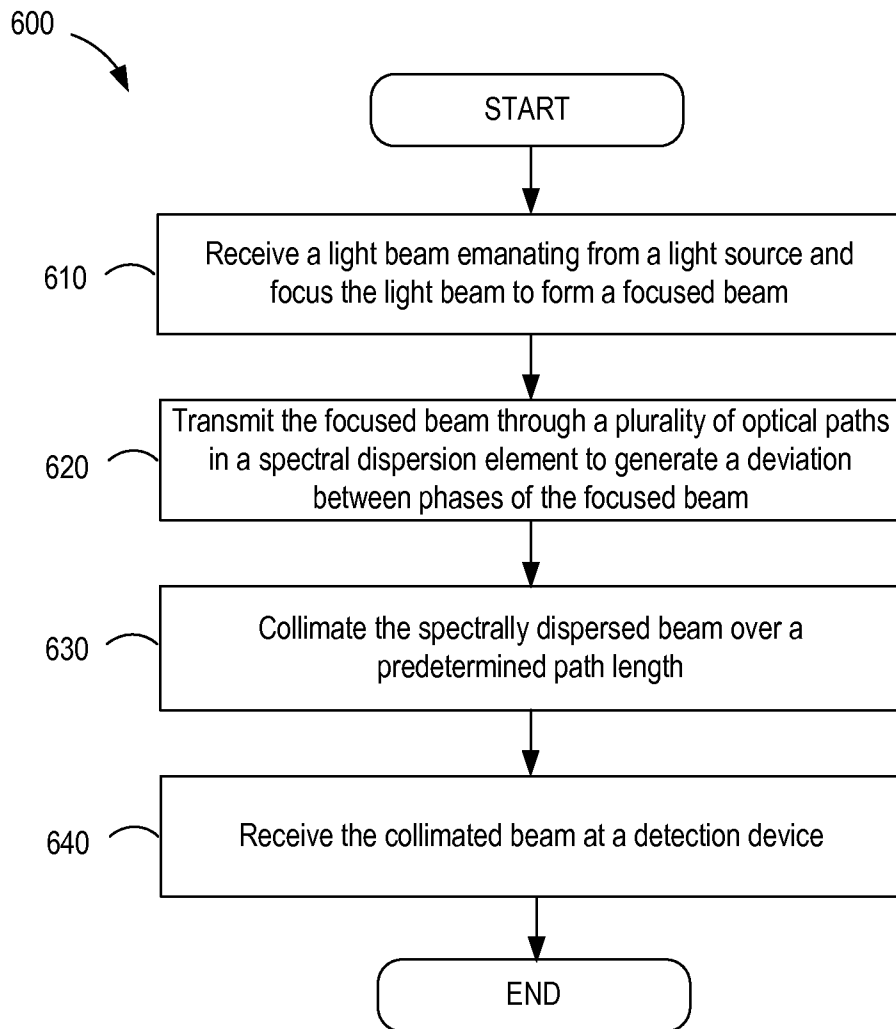 600
START
610
Receive a light beam emanating from a light source and
focus the light beam to form a focused beam
620
Transmit the focused beam through a plurality of optical paths
in a spectral dispersion element to generate a deviation
between phases of the focused beam
630
Collimate the spectrally dispersed beam over a
predetermined path length
640
Receive the collimated beam at a detection device
END